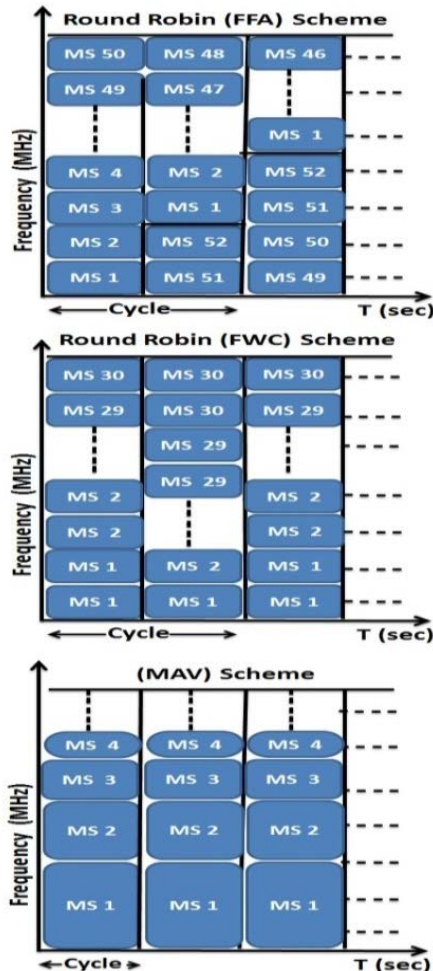 Round Robin (FFA) Scheme
Frequency (MHz)
MS 50 MS 48 MS 46
MS 49 MS 47
MS 1
MS 4 MS 2 MS 52
MS 3 MS 1 MS 51
MS 2 MS 52 MS 50
MS 1 MS 51 MS 49
Cycle T (sec)
Round Robin (FWC) Scheme
Frequency (MHz)
MS 30 MS 30 MS 30
MS 29 MS 30 MS 29
MS 29
MS 29
MS 2 MS 2
MS 2 MS 2
MS 1 MS 2 MS 1
MS 1 MS 1 MS 1
Cycle T (sec)
(MAV) Scheme
Frequency (MHz)
MS 4 MS 4 MS 4
MS 3 MS 3 MS 3
MS 2 MS 2 MS 2
MS 1 MS 1 MS 1
Cycle T (sec)